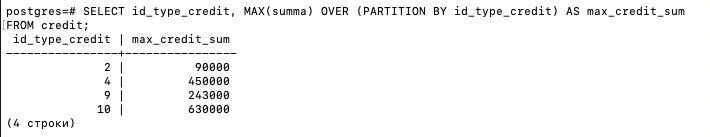 postgres=# SELECT id_type_credit, MAX(summa) OVER (PARTITION BY id_type_credit) AS max_credit_sum
[FROM credit;
 id_type_credit | max_credit_sum
----------------+----------------
              2 |          90000
              4 |         450000
              9 |         243000
             10 |         630000
(4 строки)